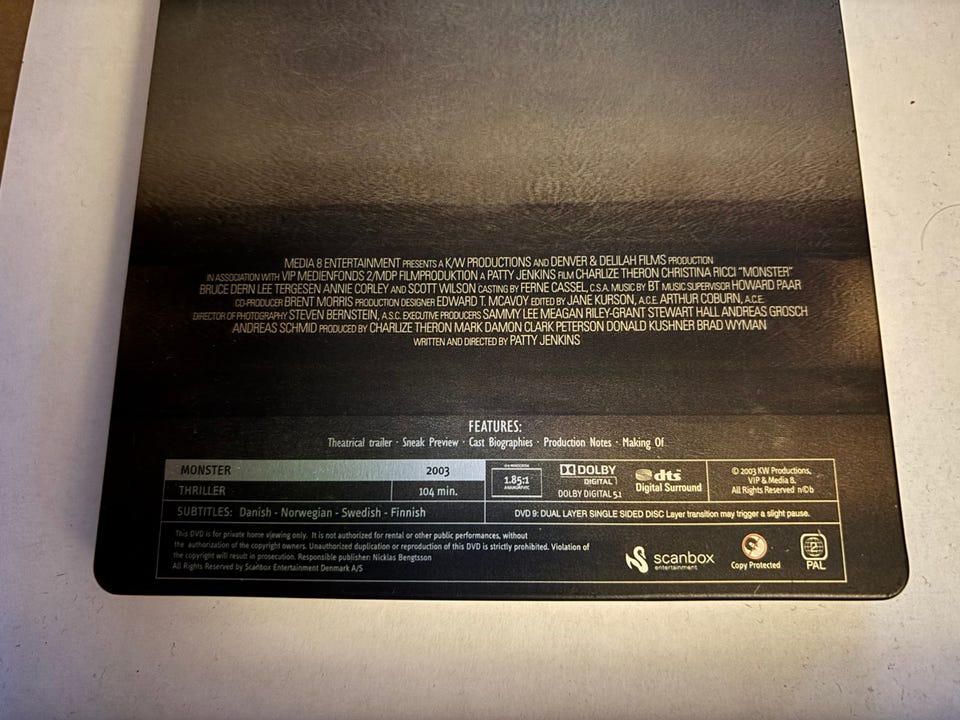 MEDIA 8 ENTERTAINMENT PRESENTS A K/W PRODUCTIONS AND DENVER & DELILAH FILMS PRODUCTION
IN ASSOCIATION WITH VIP MEDIENFONDS 2/MDP FILMPRODUKTION A PATTY JENKINS FILM CHARLIZE THERON CHRISTINA RICCI "MONSTER"
BRUCE DERN LEE TERGESEN ANNIE CORLEY AND SCOTT WILSON CASTING BY FERNE CASSEL, C.S.A. MUSIC BY BT MUSIC SUPERVISOR HOWARD PAAR
CO-PRODUCER BRENT MORRIS PRODUCTION DESIGNER EDWARD T. MCAVOY EDITED BY JANE KURSON, A.C.E. ARTHUR COBURN, A.C.E.
DIRECTOR OF PHOTOGRAPHY STEVEN BERNSTEIN, A.S.C. EXECUTIVE PRODUCERS SAMMY LEE MEAGAN RILEY-GRANT STEWART HALL ANDREAS GROSCH
ANDREAS SCHMID PRODUCED BY CHARLIZE THERON MARK DAMON CLARK PETERSON DONALD KUSHNER BRAD WYMAN
WRITTEN AND DIRECTED BY PATTY JENKINS
FEATURES:
Theatrical trailer · Sneak Preview · Cast Biographies · Production Notes · Making Of
MONSTER 2003
THRILLER 104 min.
SUBTITLES: Danish - Norwegian - Swedish - Finnish
16:9 WIDESCREEN
1.85:1
ANAMORPHIC
DOLBY
DIGITAL
DOLBY DIGITAL 5.1
dts
Digital Surround
© 2003 KW Productions,
VIP & Media 8.
All Rights Reserved n©b
DVD 9: DUAL LAYER SINGLE SIDED DISC Layer transition may trigger a slight pause.
This DVD is for private home viewing only. It is not authorized for rental or other public performances, without
the authorization of the copyright owners. Unauthorized duplication or reproduction of this DVD is strictly prohibited. Violation of
the copyright will result in prosecution. Responsible publisher: Nicklas Bengtsson
All Rights Reserved by Scanbox Entertainment Denmark A/S
scanbox
entertainment
Copy Protected
2
PAL